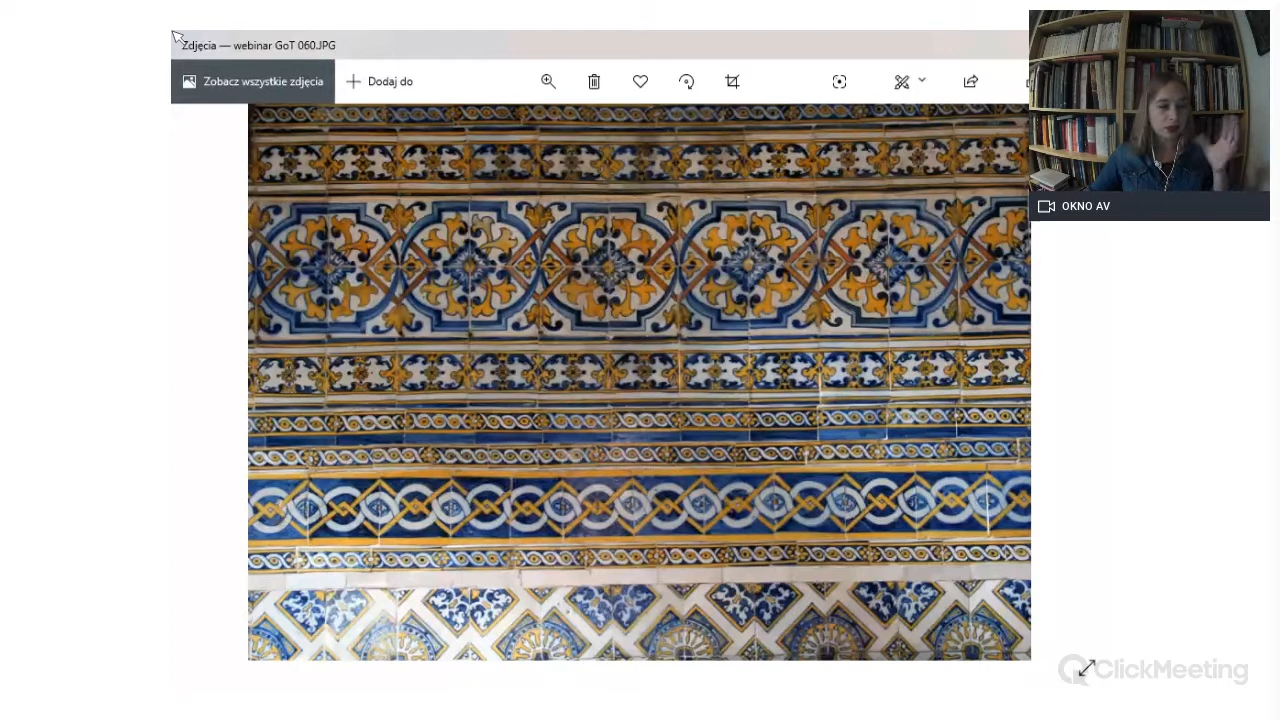 Zdjęcia — webinar GoT 060.JPG
Zobacz wszystkie zdjęcia
Dodaj do
OKNO AV
ClickMeeting